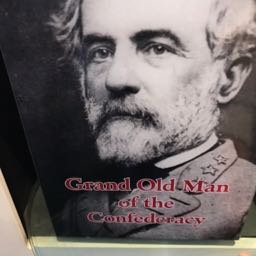 Grand Old Man
of the
Confederacy